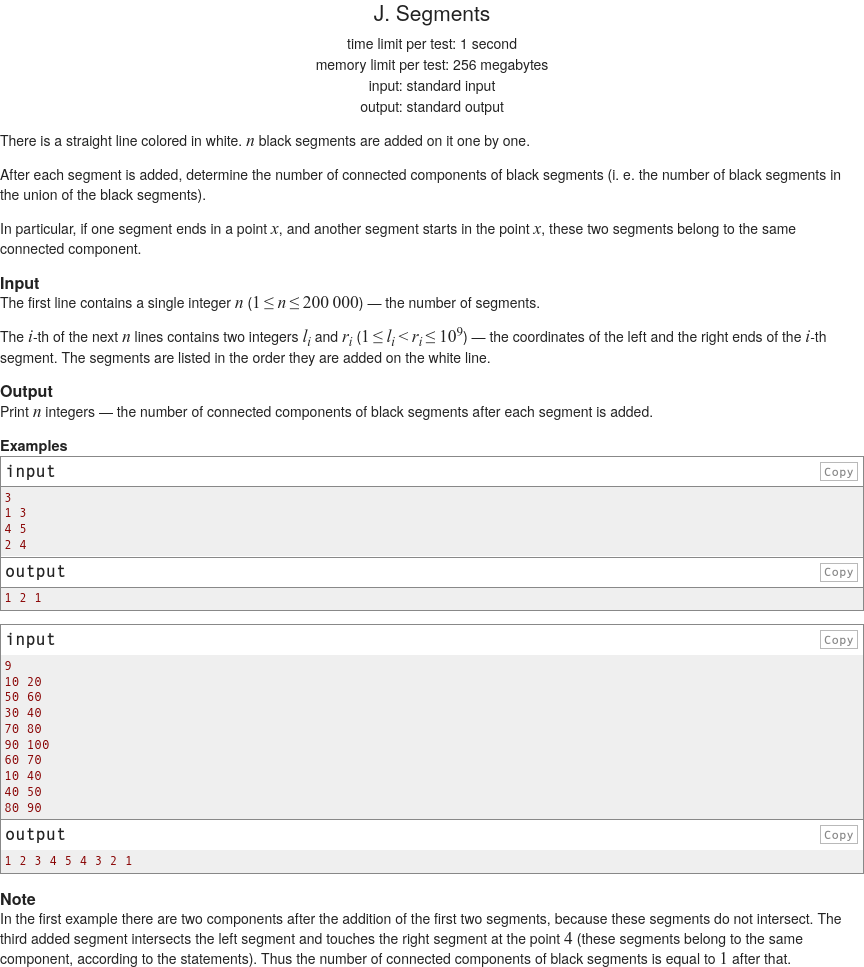 J. Segments
time limit per test: 1 second
memory limit per test: 256 megabytes
input: standard input
output: standard output
There is a straight line colored in white. n black segments are added on it one by one.
After each segment is added, determine the number of connected components of black segments (i. e. the number of black segments in
the union of the black segments).
In particular, if one segment ends in a point x, and another segment starts in the point x, these two segments belong to the same
connected component.
Input
The first line contains a single integer n (1 ≤ n ≤ 200 000) — the number of segments.
The i-th of the next n lines contains two integers l_i and r_i (1 ≤ l_i < r_i ≤ 10^9) — the coordinates of the left and the right ends of the i-th
segment. The segments are listed in the order they are added on the white line.
Output
Print n integers — the number of connected components of black segments after each segment is added.
Examples
input Copy
3
1 3
4 5
2 4
output Copy
1 2 1
input Copy
9
10 20
50 60
30 40
70 80
90 100
60 70
10 40
40 50
80 90
output Copy
1 2 3 4 5 4 3 2 1
Note
In the first example there are two components after the addition of the first two segments, because these segments do not intersect. The
third added segment intersects the left segment and touches the right segment at the point 4 (these segments belong to the same
component, according to the statements). Thus the number of connected components of black segments is equal to 1 after that.